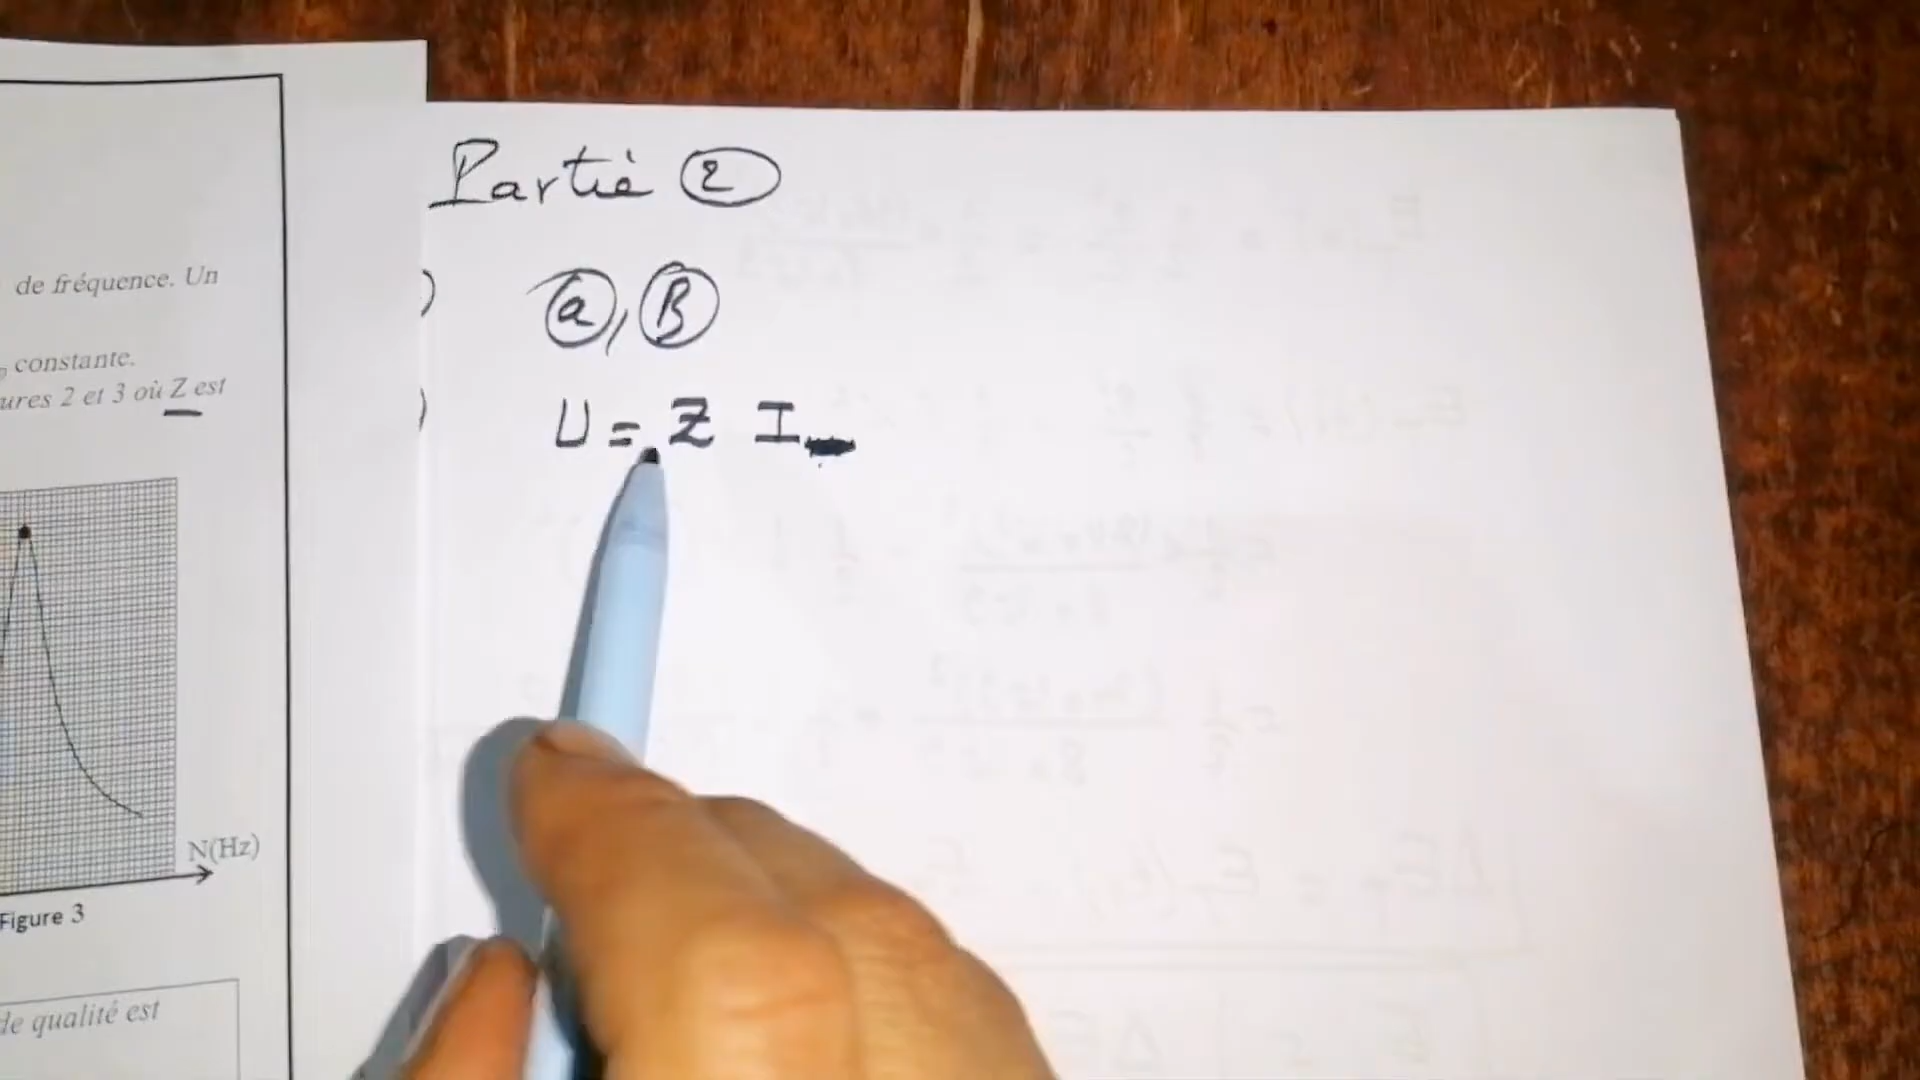 de fréquence. Un
constante.
ures 2 et 3 où Z est
N(Hz)
Figure 3
de qualité est
Partie 2
) a, B
) U = Z I